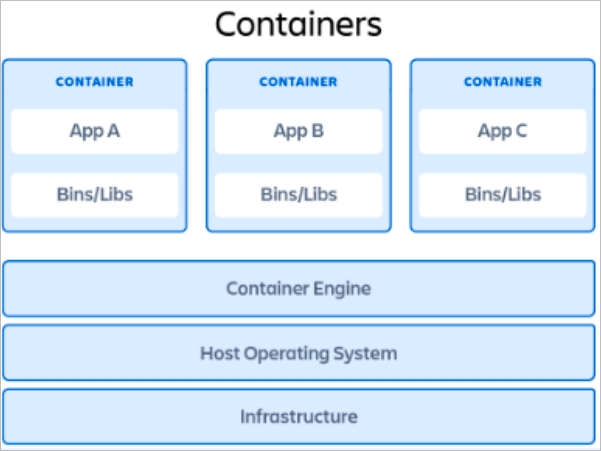 Containers
CONTAINER CONTAINER CONTAINER
App A App B App C
Bins/Libs Bins/Libs Bins/Libs
Container Engine
Host Operating System
Infrastructure